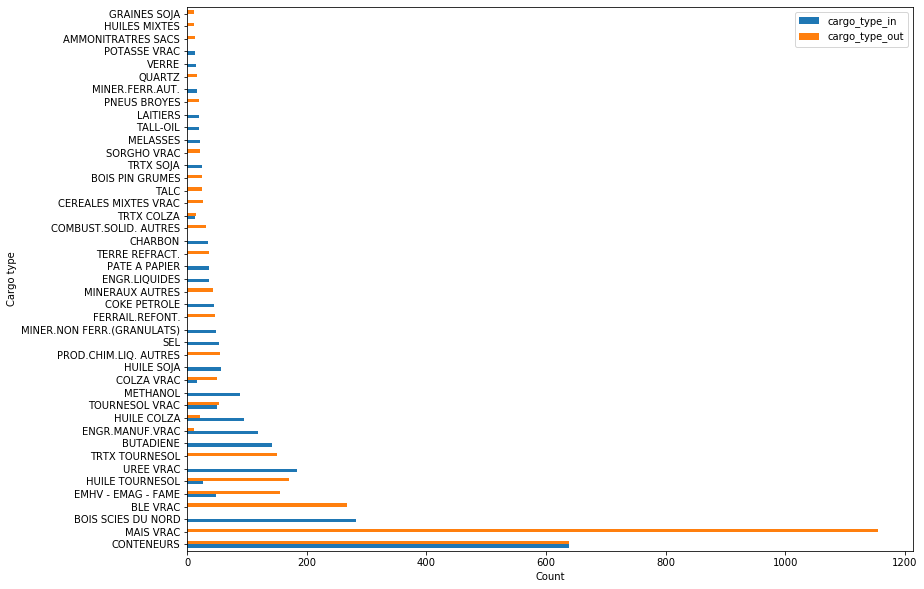 GRAINES SOJA
HUILES MIXTES
AMMONITRATRES SACS
POTASSE VRAC
VERRE
QUARTZ
MINER.FERR.AUT.
PNEUS BROYES
LAITIERS
TALL-OIL
MELASSES
SORGHO VRAC
TRTX SOJA
BOIS PIN GRUMES
TALC
CEREALES MIXTES VRAC
TRTX COLZA
COMBUST.SOLID. AUTRES
CHARBON
TERRE REFRACT.
PATE A PAPIER
ENGR.LIQUIDES
MINERAUX AUTRES
COKE PETROLE
FERRAIL.REFONT.
MINER.NON FERR.(GRANULATS)
SEL
PROD.CHIM.LIQ. AUTRES
HUILE SOJA
COLZA VRAC
METHANOL
TOURNESOL VRAC
HUILE COLZA
ENGR.MANUF.VRAC
BUTADIENE
TRTX TOURNESOL
UREE VRAC
HUILE TOURNESOL
EMHV - EMAG - FAME
BLE VRAC
BOIS SCIES DU NORD
MAIS VRAC
CONTENEURS
Cargo type
0 200 400 600 800 1000 1200
Count
cargo_type_in
cargo_type_out